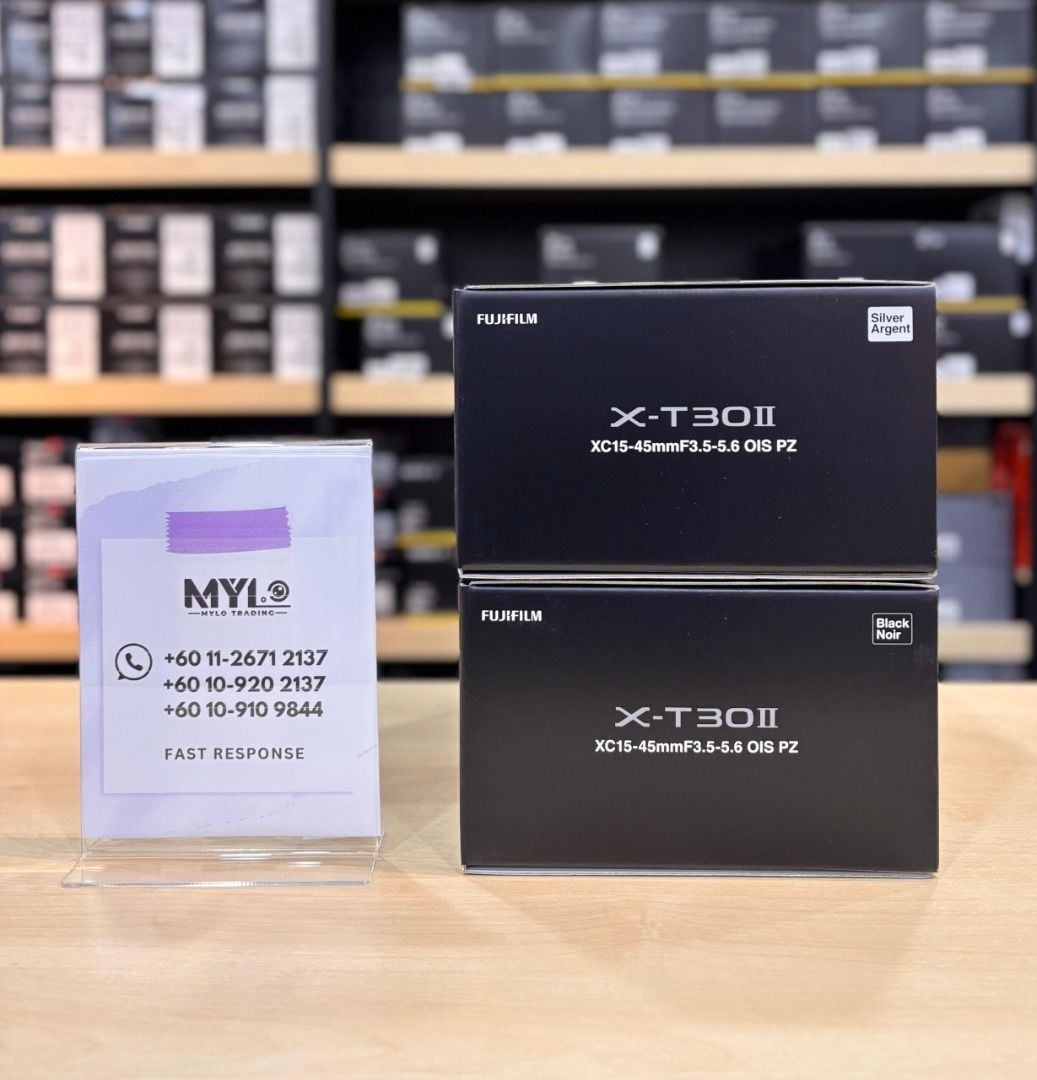 MYLO
MYLO TRADING
+60 11-2671 2137
+60 10-920 2137
+60 10-910 9844
FAST RESPONSE
FUJIFILM
Silver
Argent
X-T30II
XC15-45mmF3.5-5.6 OIS PZ
FUJIFILM
Black
Noir
X-T30II
XC15-45mmF3.5-5.6 OIS PZ